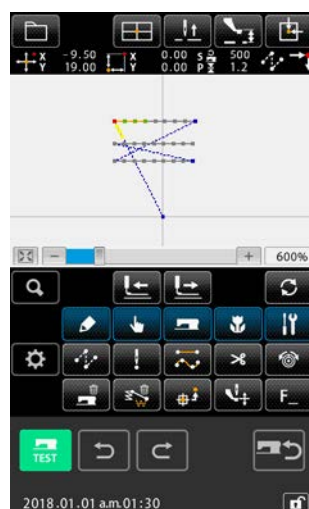 X -9.50 X 0.00 S 500
Y 19.00 Y 0.00 P 1.2
600%
F_
TEST
2018.01.01 a.m.01:30